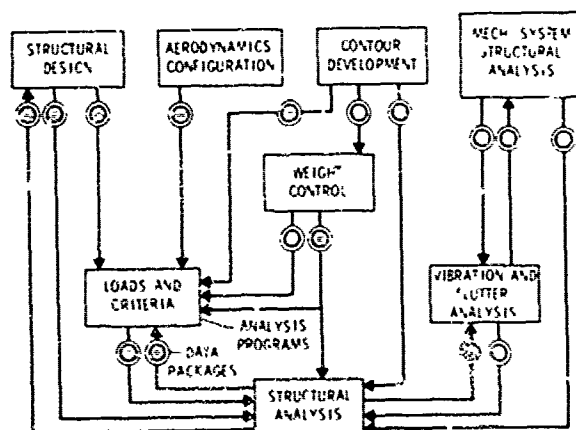 STRUCTURAL
DESIGN
AERODYNAMICS
CONFIGURATION
CONTOUR
DEVELOPMENT
MECH SYSTEM
STRUCTURAL
ANALYSIS
WEIGHT
CONTROL
LOADS AND
CRITERIA
VIBRATION AND
FLUTTER
ANALYSIS
ANALYSIS
PROGRAMS
DATA
PACKAGES
STRUCTURAL
ANALYSIS